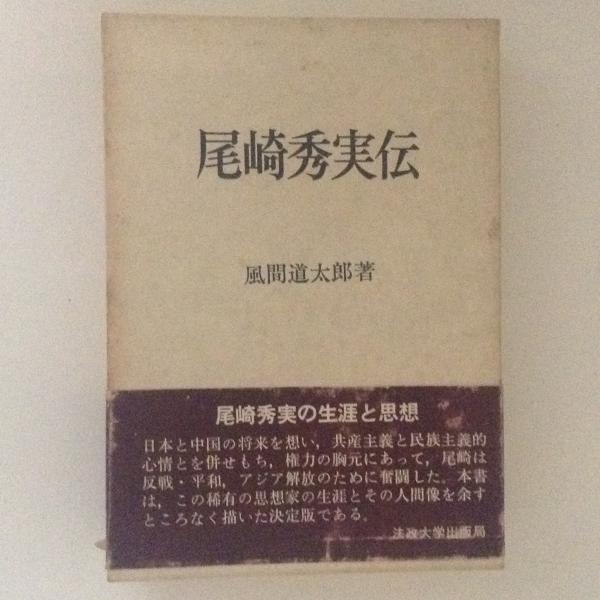 尾崎秀実伝
風間道太郎著
尾崎秀実の生涯と思想
日本と中国の将来を想い，共産主義と民族主義的
心情とを併せもち，権力の胸元にあって，尾崎は
反戦・平和，アジア解放のために奮闘した。本書
は，この稀有の思想家の生涯とその人間像を余す
ところなく描いた決定版である。
法政大学出版局